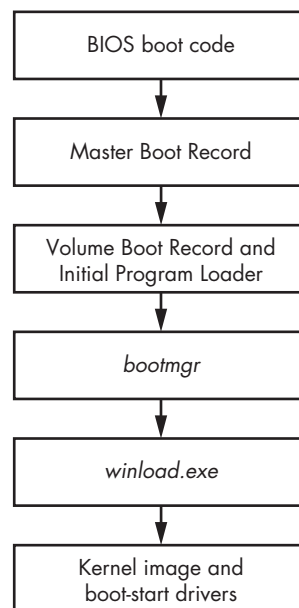 BIOS boot code
Master Boot Record
Volume Boot Record and
Initial Program Loader
bootmgr
winload.exe
Kernel image and
boot-start drivers